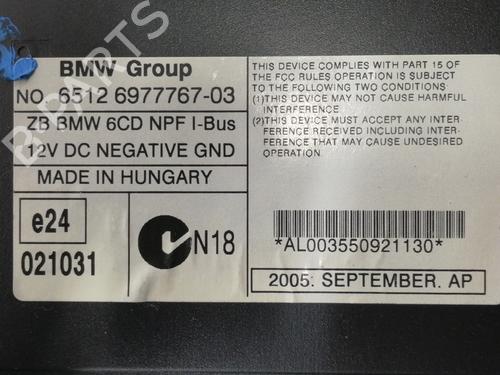 BMW Group
NO. 6512 6977767-03
ZB BMW 6CD NPF I-Bus
12V DC NEGATIVE GND
MADE IN HUNGARY
e24
021031
N18
THIS DEVICE COMPLIES WITH PART 15 OF
THE FCC RULES OPERATION IS SUBJECT
TO THE FOLLOWING TWO CONDITIONS
(1)THIS DEVICE MAY NOT CAUSE HARMFUL
INTERFERENCE
(2)THIS DEVICE MUST ACCEPT ANY INTER-
FERENCE RECEIVED INCLUDING INTER-
FERENCE THAT MAY CAUSE UNDESIRED
OPERATION.
*AL003550921130*
2005: SEPTEMBER. AP
B-PARTS